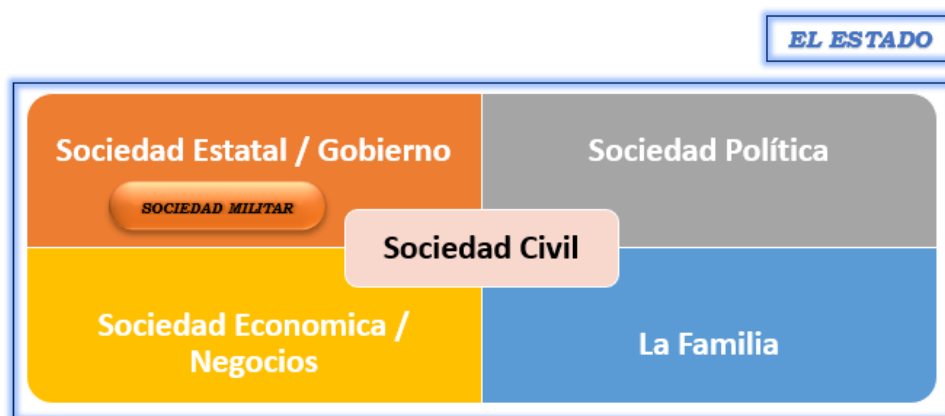 EL ESTADO
Sociedad Estatal / Gobierno
Sociedad Política
SOCIEDAD MILITAR
Sociedad Civil
Sociedad Economica /
Negocios
La Familia